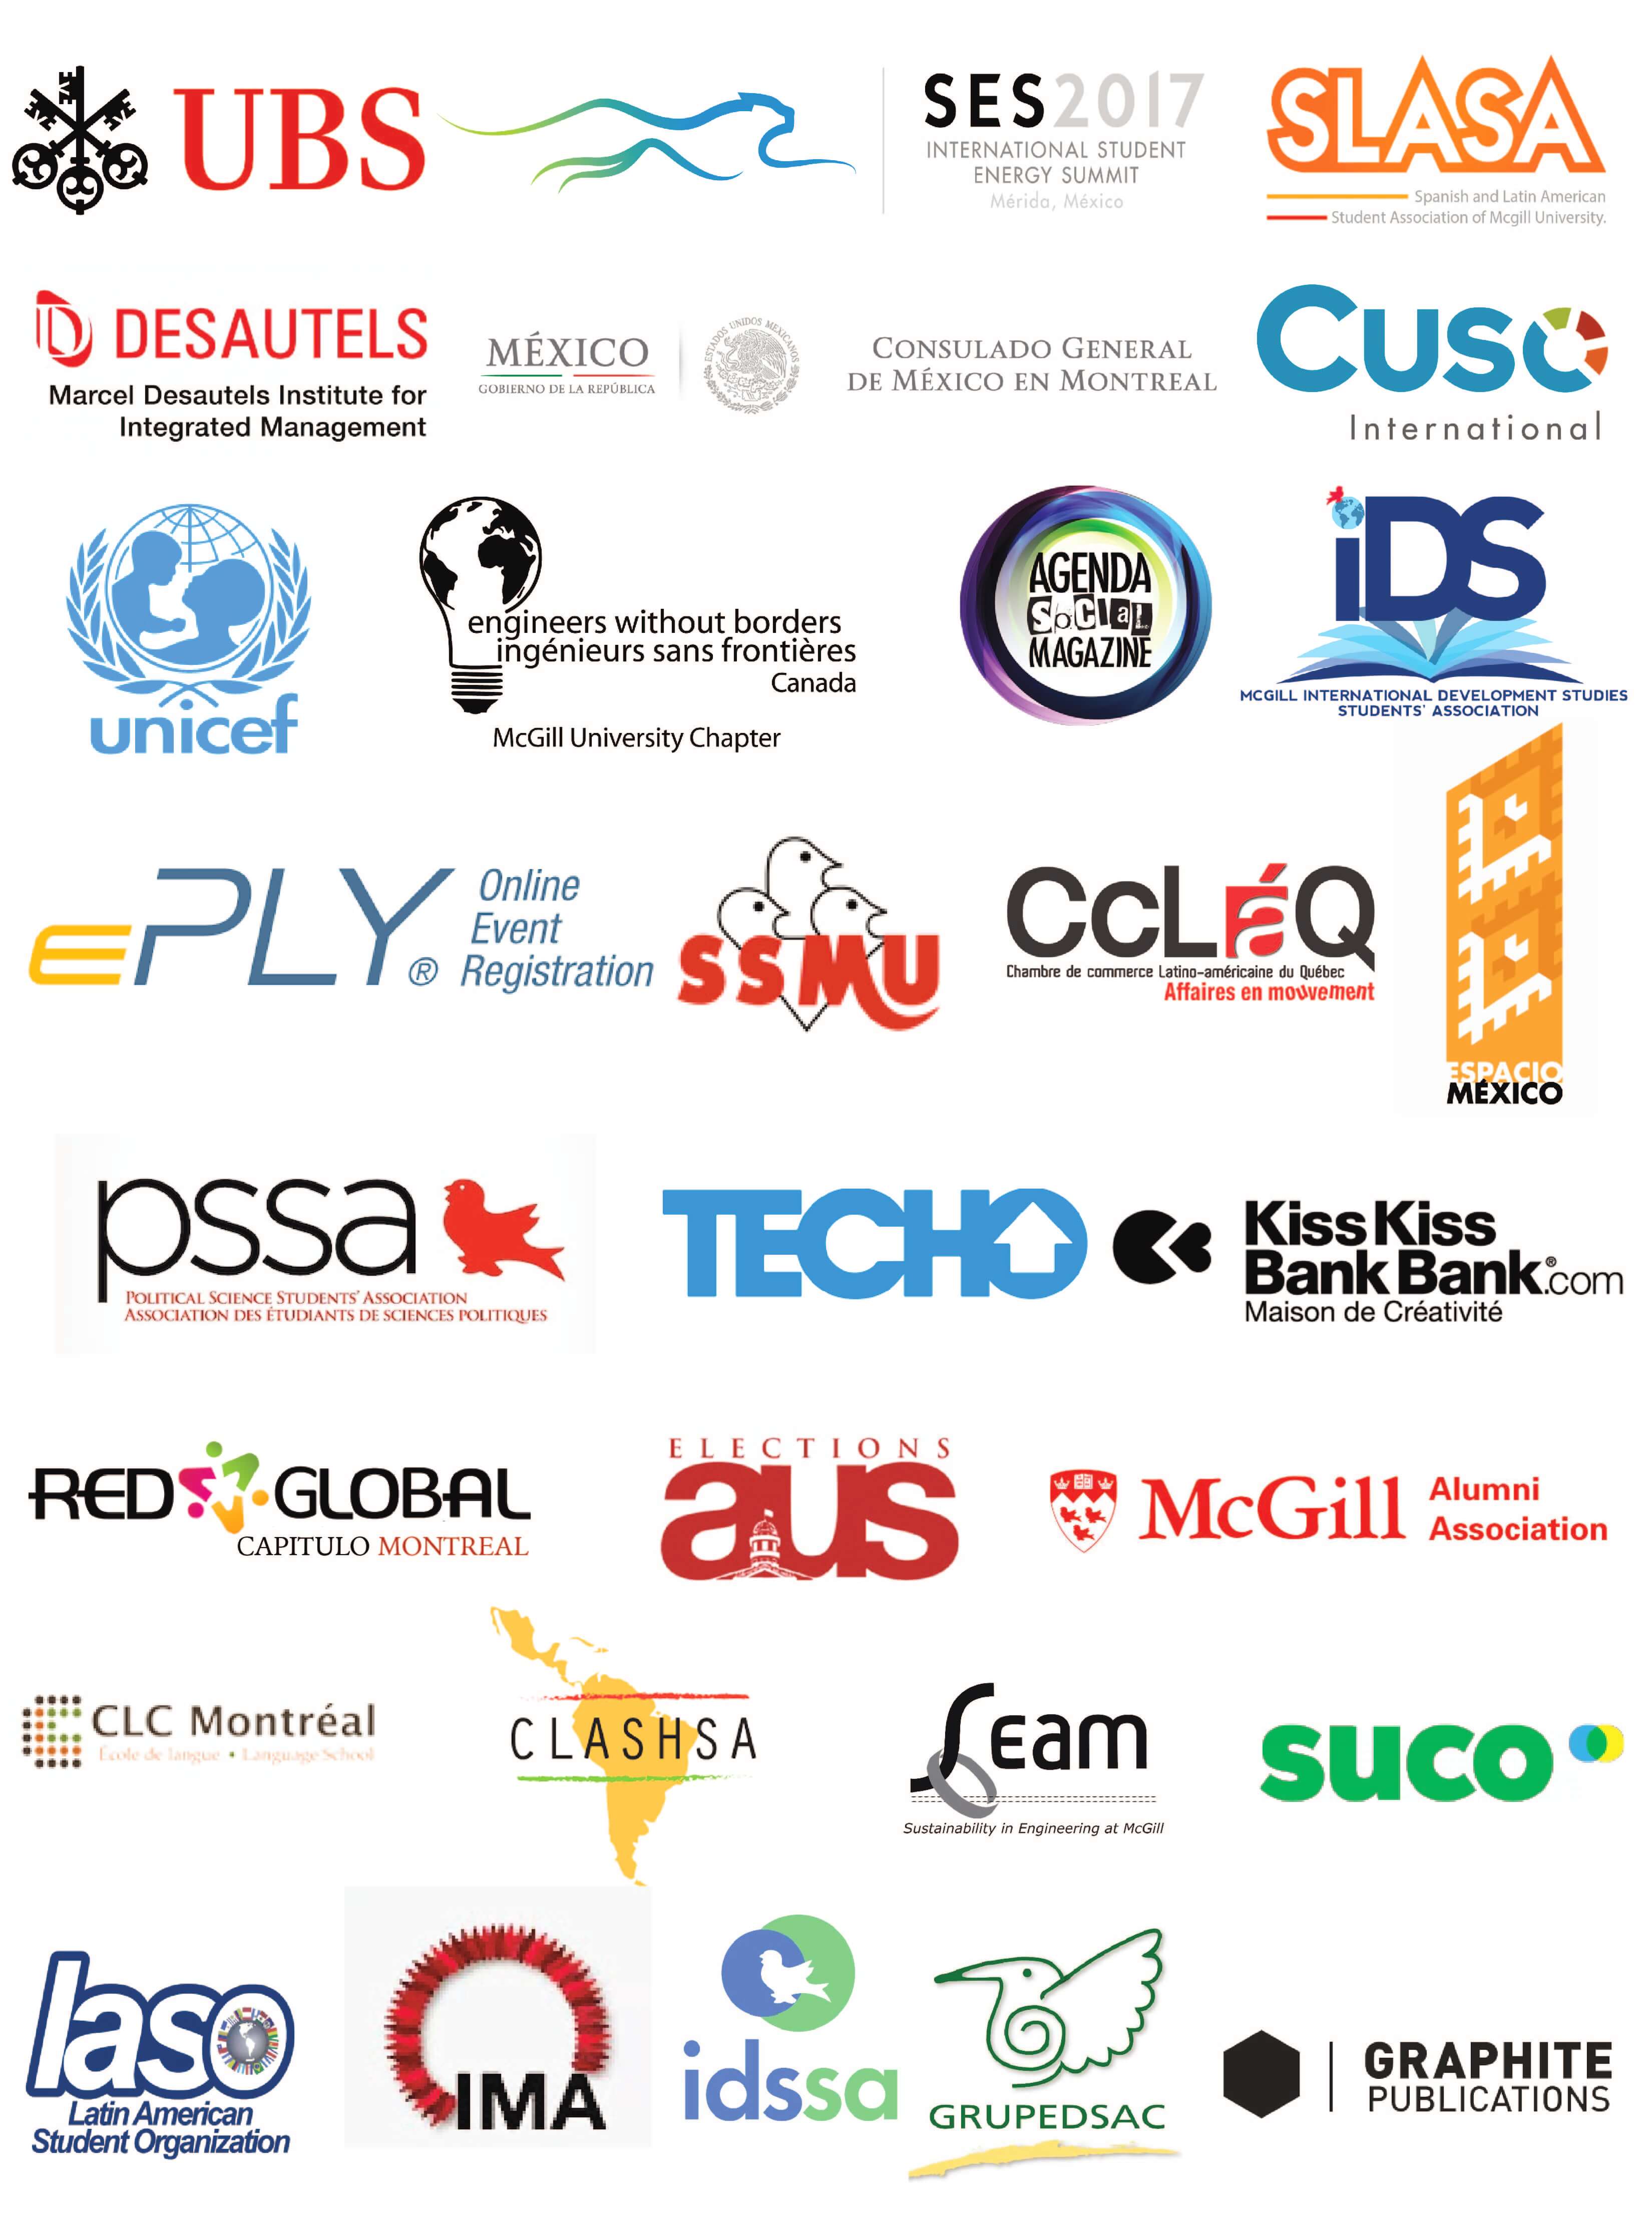 UBS
SES2017
INTERNATIONAL STUDENT
ENERGY SUMMIT
Mérida, México
SLASA
Spanish and Latin American
Student Association of Mcgill University.
DESAUTELS
Marcel Desautels Institute for
Integrated Management
MÉXICO
GOBIERNO DE LA REPÚBLICA
ESTADOS UNIDOS MEXICANOS
CONSULADO GENERAL
DE MÉXICO EN MONTREAL
Cuso
International
unicef
engineers without borders
ingénieurs sans frontières
Canada
McGill University Chapter
AGENDA
SoCIaL
MAGAZINE
iDS
MCGILL INTERNATIONAL DEVELOPMENT STUDIES
STUDENTS' ASSOCIATION
ePLY®
Online
Event
Registration
SSMU
CCLáQ
Chambre de commerce Latino-américaine du Québec
Affaires en mouvement
ESPACIO
MÉXICO
pssa
POLITICAL SCIENCE STUDENTS' ASSOCIATION
ASSOCIATION DES ÉTUDIANTS DE SCIENCES POLITIQUES
TECHO
KissKiss
BankBank®.com
Maison de Créativité
RED GLOBAL
CAPITULO MONTREAL
ELECTIONS
aus
McGill
Alumni
Association
CLC Montréal
École de langue • Language School
CLASHSA
SEam
Sustainability in Engineering at McGill
suco
laso
Latin American
Student Organization
IMA
idssa
GRUPEDSAC
GRAPHITE
PUBLICATIONS